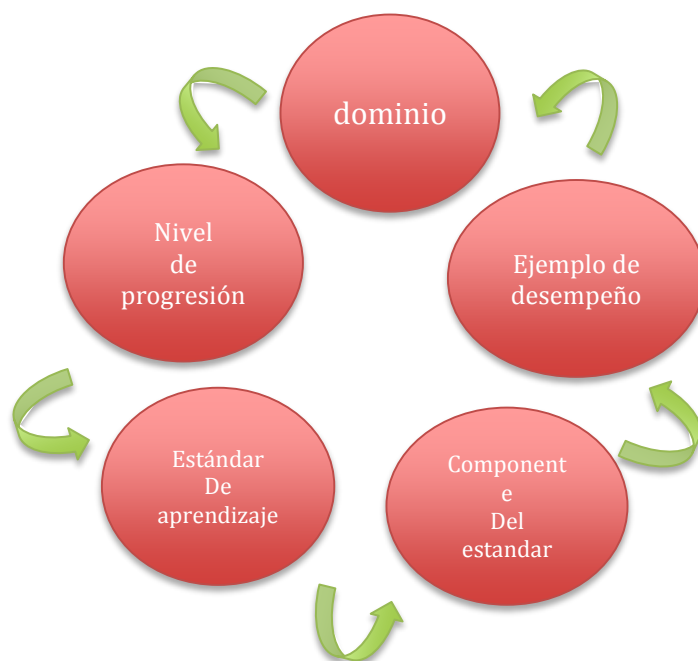 dominio
Nivel
de
progresión
Ejemplo de
desempeño
Estándar
De
aprendizaje
Component
e
Del
estandar